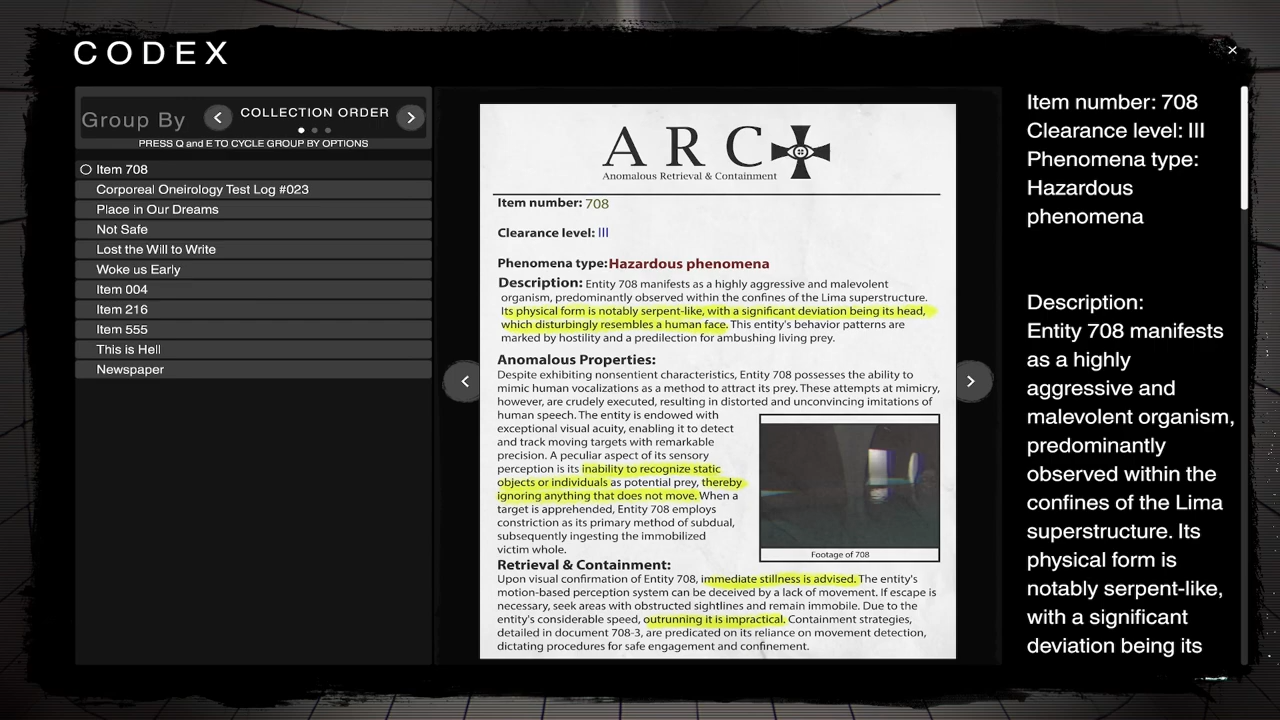 CODEX
×
Group By
COLLECTION ORDER
PRESS Q and E TO CYCLE GROUP BY OPTIONS
Item 708
Corporeal Oneirology Test Log #023
Place in Our Dreams
Not Safe
Lost the Will to Write
Woke us Early
Item 004
Item 216
Item 555
This is Hell
Newspaper
ARC
Anomalous Retrieval & Containment
Item number: 708
Clearance level: III
Phenomena type: Hazardous phenomena
Description: Entity 708 manifests as a highly aggressive and malevolent
organism, predominantly observed within the confines of the Lima superstructure.
Its physical form is notably serpent-like, with a significant deviation being its head,
which disturbingly resembles a human face. This entity's behavior patterns are
marked by hostility and a predilection for ambushing living prey.
Anomalous Properties:
Despite exhibiting nonsentient characteristics, Entity 708 possesses the ability to
mimic human vocalizations as a method to attract its prey. These attempts at mimicry,
however, are crudely executed, resulting in distorted and unconvincing imitations of
human speech. The entity is endowed with
exceptional visual acuity, enabling it to detect
and track moving targets with remarkable
precision. A peculiar aspect of its sensory
perception is its inability to recognize static
objects or individuals as potential prey, thereby
ignoring anything that does not move. When a
target is apprehended, Entity 708 employs
constriction as its primary method of subdual,
subsequently ingesting the immobilized
victim whole.
Footage of 708
Retrieval & Containment:
Upon visual confirmation of Entity 708, immediate stillness is advised. The entity's
motion-based perception system can be deceived by a lack of movement. If escape is
necessary, seek areas with obstructed sightlines and remain immobile. Due to the
entity's considerable speed, outrunning it is impractical. Containment strategies,
detailed in document 708-3, are predicated on its reliance on movement detection,
dictating procedures for safe engagement and confinement.
Item number: 708
Clearance level: III
Phenomena type:
Hazardous
phenomena
Description:
Entity 708 manifests
as a highly
aggressive and
malevolent organism,
predominantly
observed within the
confines of the Lima
superstructure. Its
physical form is
notably serpent-like,
with a significant
deviation being its